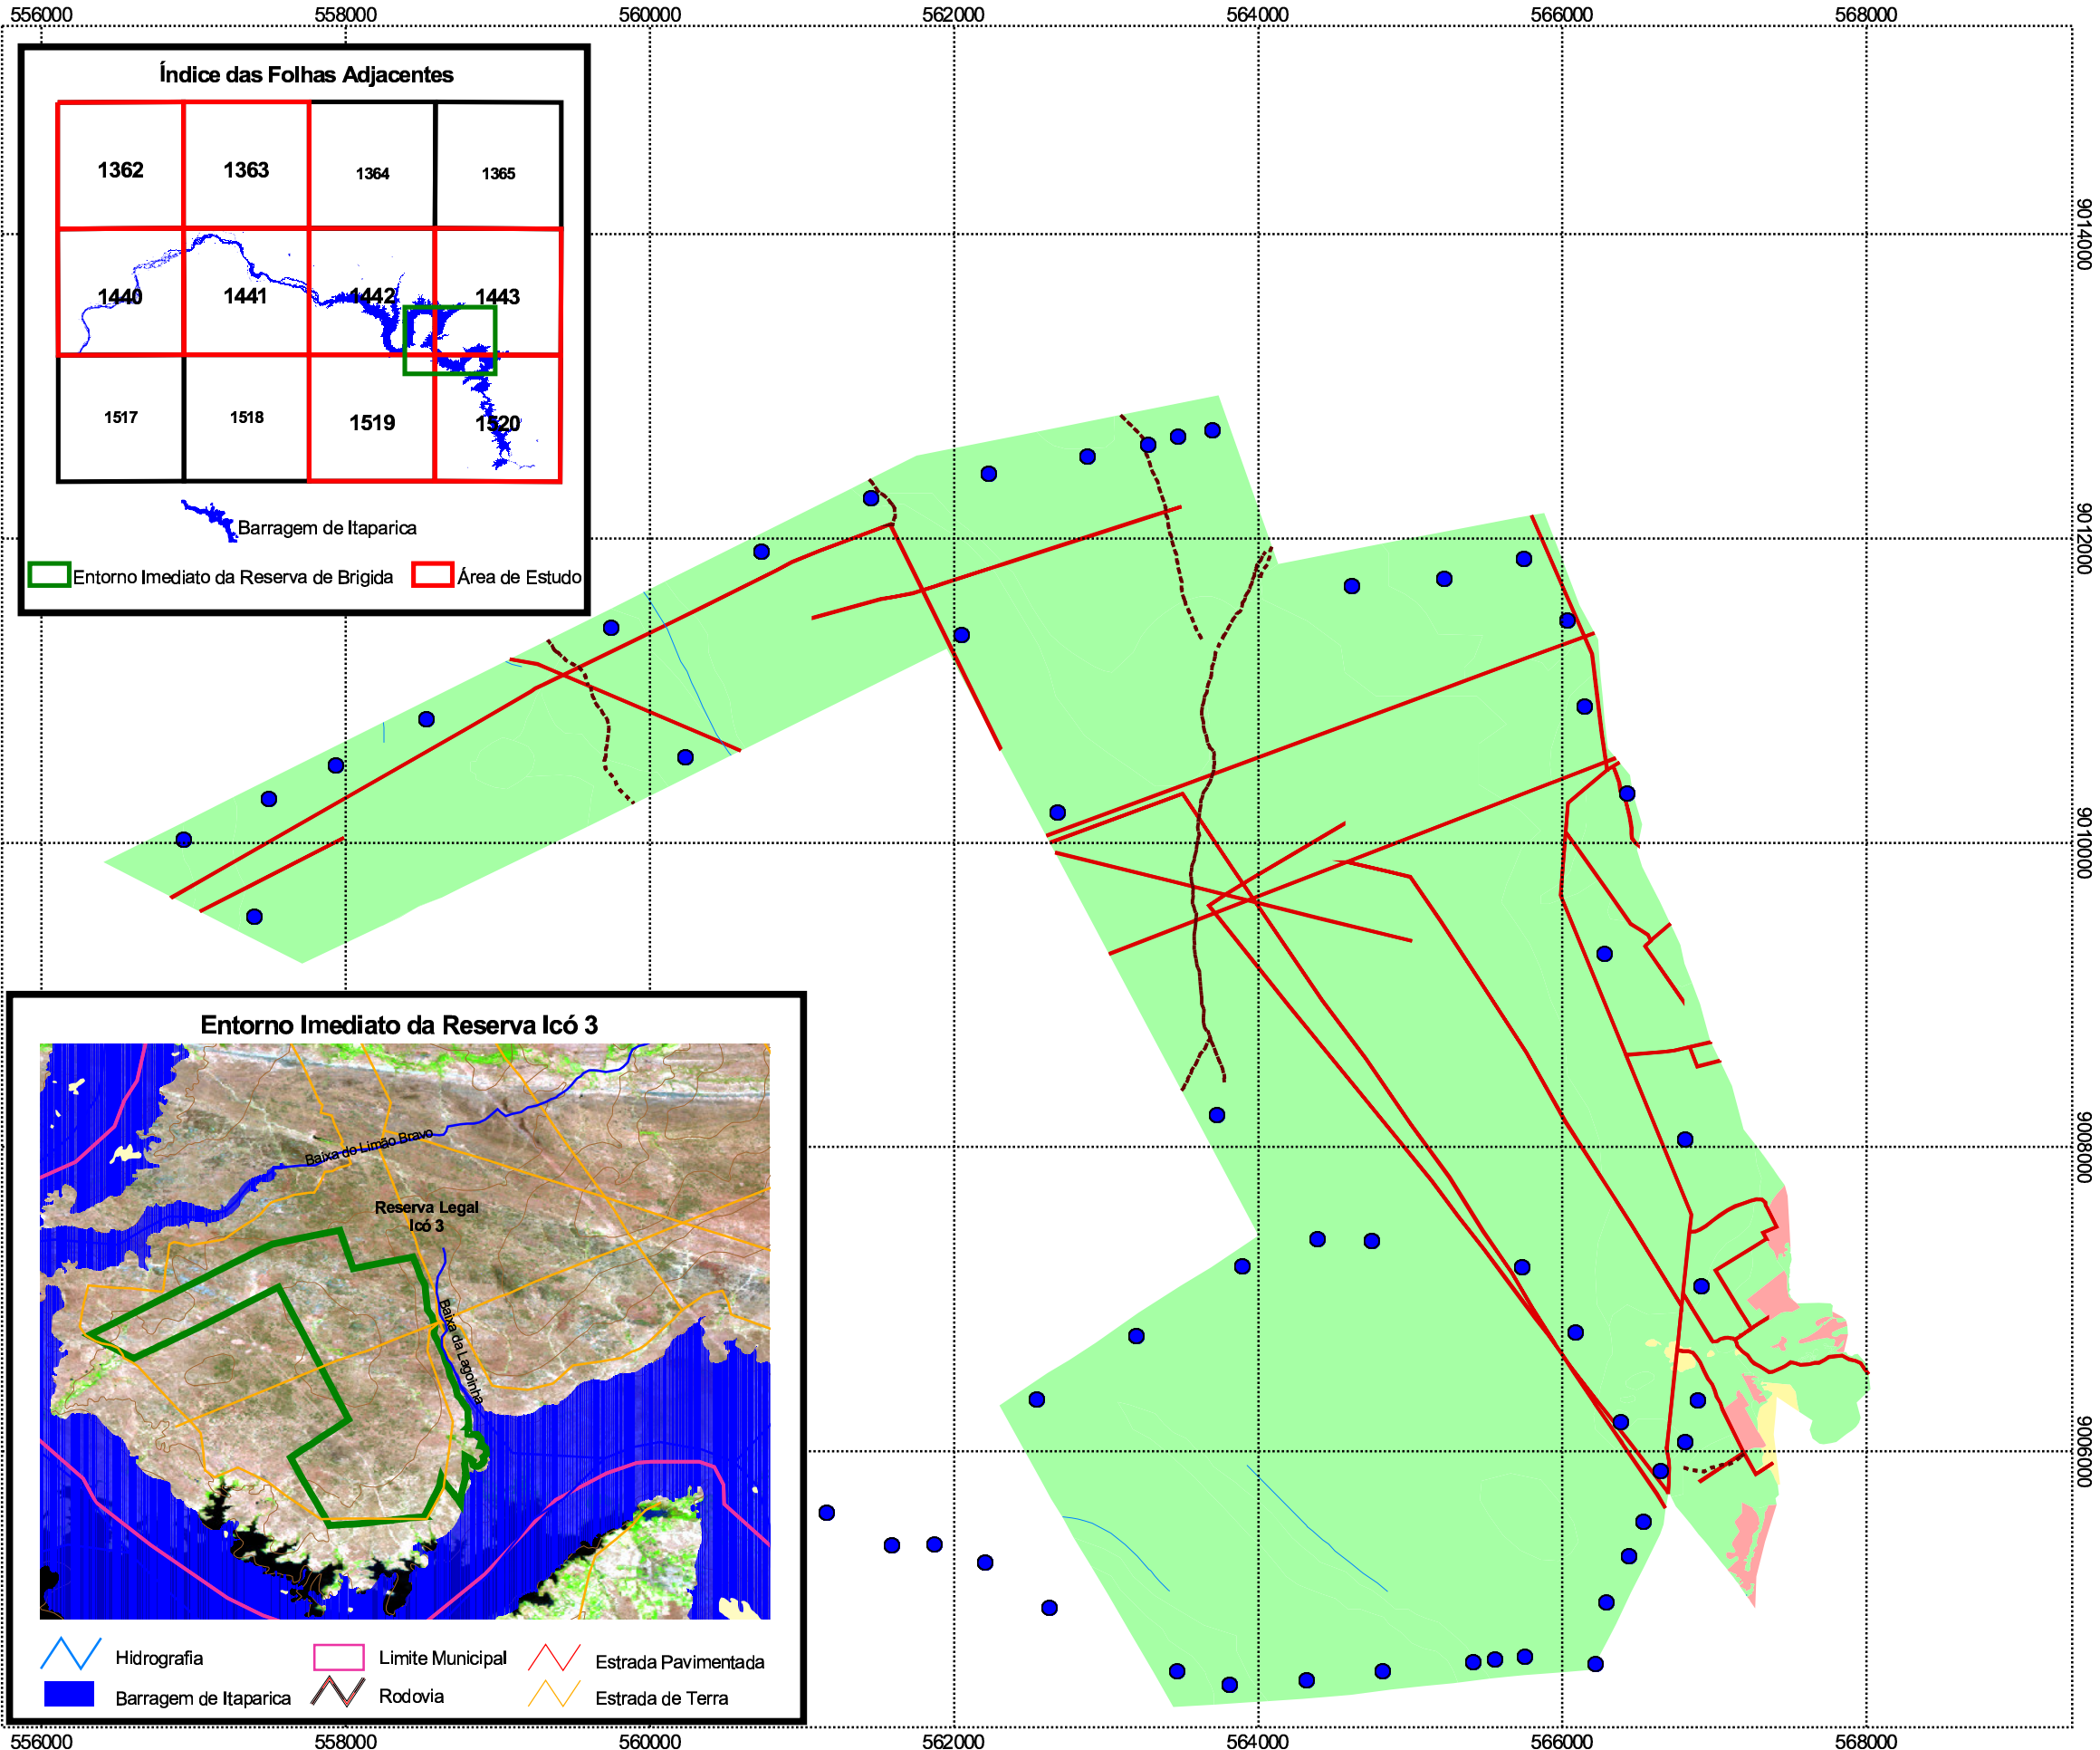 556000 558000 560000 562000 564000 566000 568000
Índice das Folhas Adjacentes
1362 1363 1364 1365
1440 1441 1442 1443
1517 1518 1519 1520
Barragem de Itaparica
Entorno Imediato da Reserva de Brigida
Área de Estudo
9014000
9012000
9010000
9008000
9006000
Entorno Imediato da Reserva Icó 3
Baixa do Limão Bravo
Reserva Legal
Icó 3
Baixa da Lagoinha
Hidrografia
Limite Municipal
Estrada Pavimentada
Barragem de Itaparica
Rodovia
Estrada de Terra
556000 558000 560000 562000 564000 566000 568000